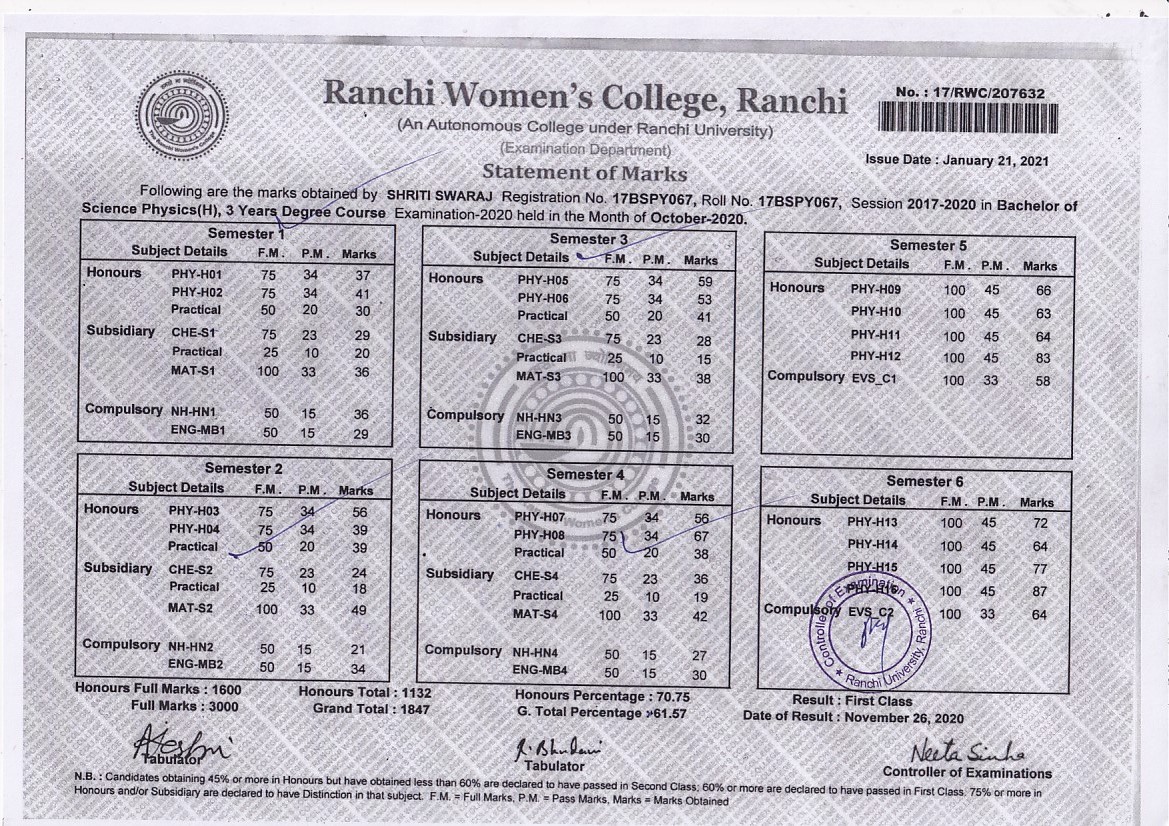 Ranchi Women's College, Ranchi
(An Autonomous College under Ranchi University)
(Examination Department)
Statement of Marks
No. : 17/RWC/207632
Issue Date : January 21, 2021
Following are the marks obtained by SHRITI SWARAJ Registration No. 17BSPY067, Roll No. 17BSPY067, Session 2017-2020 in Bachelor of
Science Physics(H), 3 Years Degree Course Examination-2020 held in the Month of October-2020.
Semester 1
Subject Details F.M. P.M. Marks
Honours PHY-H01 75 34 37
PHY-H02 75 34 41
Practical 50 20 30
Subsidiary CHE-S1 75 23 29
Practical 25 10 20
MAT-S1 100 33 36
Compulsory NH-HN1 50 15 36
ENG-MB1 50 15 29
Semester 3
Subject Details F.M. P.M. Marks
Honours PHY-H05 75 34 59
PHY-H06 75 34 53
Practical 50 20 41
Subsidiary CHE-S3 75 23 28
Practical 25 10 15
MAT-S3 100 33 38
Compulsory NH-HN3 50 15 32
ENG-MB3 50 15 30
Semester 5
Subject Details F.M. P.M. Marks
Honours PHY-H09 100 45 66
PHY-H10 100 45 63
PHY-H11 100 45 64
PHY-H12 100 45 83
Compulsory EVS_C1 100 33 58
Semester 2
Subject Details F.M. P.M. Marks
Honours PHY-H03 75 34 56
PHY-H04 75 34 39
Practical 50 20 39
Subsidiary CHE-S2 75 23 24
Practical 25 10 18
MAT-S2 100 33 49
Compulsory NH-HN2 50 15 21
ENG-MB2 50 15 34
Semester 4
Subject Details F.M. P.M. Marks
Honours PHY-H07 75 34 56
PHY-H08 75 34 67
Practical 50 20 38
Subsidiary CHE-S4 75 23 36
Practical 25 10 19
MAT-S4 100 33 42
Compulsory NH-HN4 50 15 27
ENG-MB4 50 15 30
Semester 6
Subject Details F.M. P.M. Marks
Honours PHY-H13 100 45 72
PHY-H14 100 45 64
PHY-H15 100 45 77
PHY-H16 100 45 87
Compulsory EVS_C2 100 33 64
Controller of Examination
Ranchi University, Ranchi
Honours Full Marks : 1600 Honours Total : 1132 Honours Percentage : 70.75 Result : First Class
Full Marks : 3000 Grand Total : 1847 G. Total Percentage : 61.57 Date of Result : November 26, 2020
Neeta Sinha
Tabulator Tabulator Controller of Examinations
N.B. : Candidates obtaining 45% or more in Honours but have obtained less than 60% are declared to have passed in Second Class; 60% or more are declared to have passed in First Class. 75% or more in
Honours and/or Subsidiary are declared to have Distinction in that subject. F.M. = Full Marks, P.M. = Pass Marks, Marks = Marks Obtained